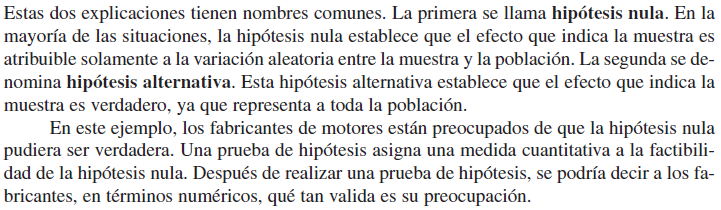 Estas dos explicaciones tienen nombres comunes. La primera se llama hipótesis nula. En la
mayoría de las situaciones, la hipótesis nula establece que el efecto que indica la muestra es
atribuible solamente a la variación aleatoria entre la muestra y la población. La segunda se de-
nomina hipótesis alternativa. Esta hipótesis alternativa establece que el efecto que indica la
muestra es verdadero, ya que representa a toda la población.
En este ejemplo, los fabricantes de motores están preocupados de que la hipótesis nula
pudiera ser verdadera. Una prueba de hipótesis asigna una medida cuantitativa a la factibili-
dad de la hipótesis nula. Después de realizar una prueba de hipótesis, se podría decir a los fa-
bricantes, en términos numéricos, qué tan valida es su preocupación.